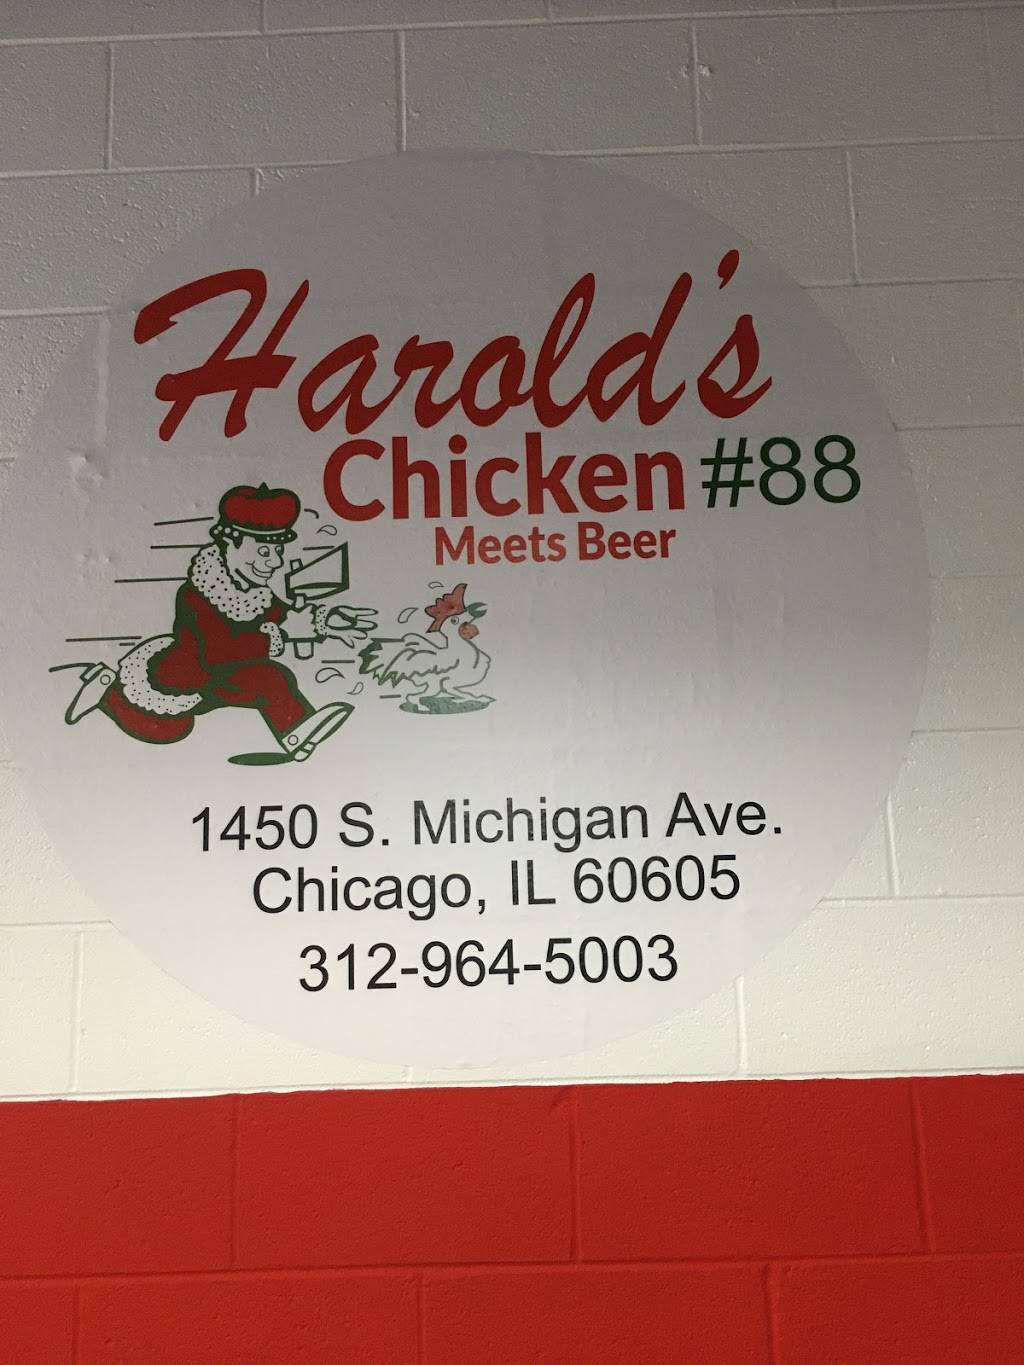 Harold's
Chicken #88
Meets Beer
1450 S. Michigan Ave.
Chicago, IL 60605
312-964-5003